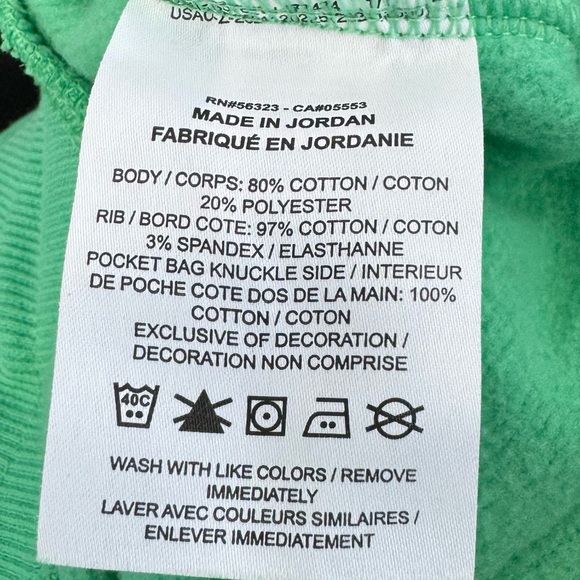 RN#56323 - CA#05553
MADE IN JORDAN
FABRIQUÉ EN JORDANIE
BODY / CORPS: 80% COTTON / COTON
20% POLYESTER
RIB / BORD COTE: 97% COTTON / COTON
3% SPANDEX / ELASTHANNE
POCKET BAG KNUCKLE SIDE / INTERIEUR
DE POCHE COTE DOS DE LA MAIN: 100%
COTTON / COTON
EXCLUSIVE OF DECORATION /
DECORATION NON COMPRISE
40C
WASH WITH LIKE COLORS / REMOVE
IMMEDIATELY
LAVER AVEC COULEURS SIMILAIRES /
ENLEVER IMMEDIATEMENT